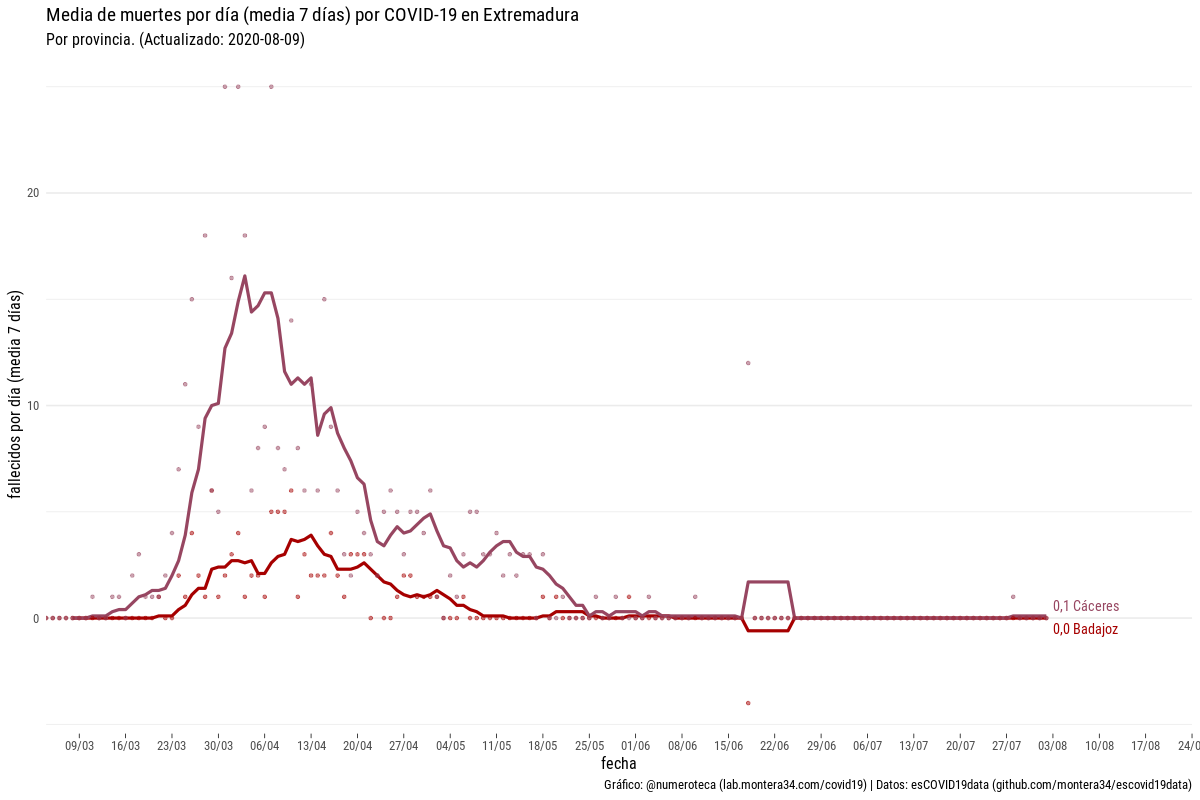 Media de muertes por día (media 7 días) por COVID-19 en Extremadura
Por provincia. (Actualizado: 2020-08-09)
fallecidos por día (media 7 días)
20
10
0
0,1 Cáceres
0,0 Badajoz
09/03 16/03 23/03 30/03 06/04 13/04 20/04 27/04 04/05 11/05 18/05 25/05 01/06 08/06 15/06 22/06 29/06 06/07 13/07 20/07 27/07 03/08 10/08 17/08 24/0
fecha
Gráfico: @numeroteca (lab.montera34.com/covid19) | Datos: esCOVID19data (github.com/montera34/escovid19data)